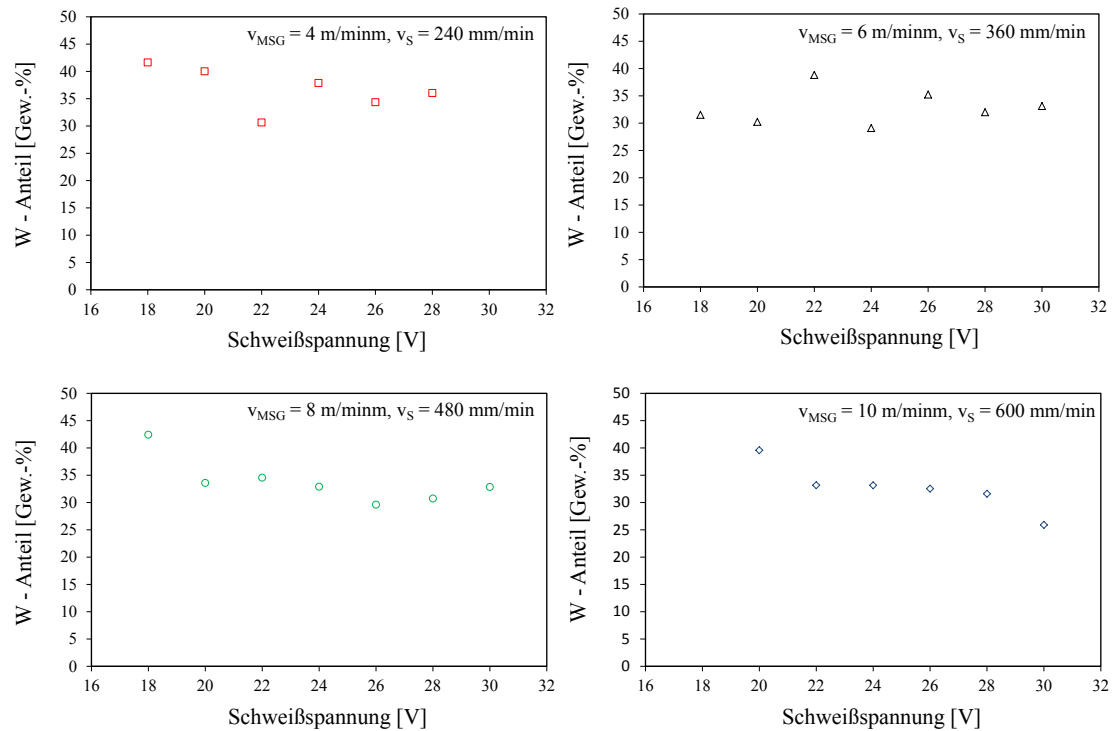 50
45
40
35
30
25
20
15
10
5
0
W - Anteil [Gew.-%]
v_MSG = 4 m/minm, v_S = 240 mm/min
16 18 20 22 24 26 28 30 32
Schweißspannung [V]
50
45
40
35
30
25
20
15
10
5
0
W - Anteil [Gew.-%]
v_MSG = 6 m/minm, v_S = 360 mm/min
16 18 20 22 24 26 28 30 32
Schweißspannung [V]
50
45
40
35
30
25
20
15
10
5
0
W - Anteil [Gew.-%]
v_MSG = 8 m/minm, v_S = 480 mm/min
16 18 20 22 24 26 28 30 32
Schweißspannung [V]
50
45
40
35
30
25
20
15
10
5
0
W - Anteil [Gew.-%]
v_MSG = 10 m/minm, v_S = 600 mm/min
16 18 20 22 24 26 28 30 32
Schweißspannung [V]